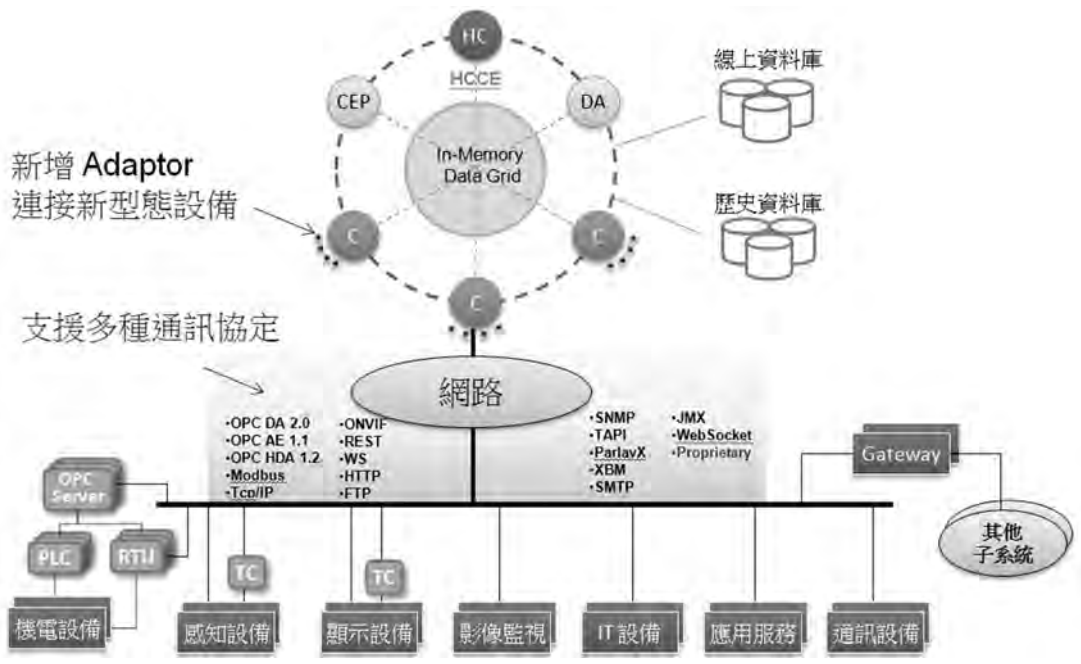 HC
HCCE
CEP
DA
In-Memory
Data Grid
C
C
C
線上資料庫
歷史資料庫
新增 Adaptor
連接新型態設備
支援多種通訊協定
網路
•OPC DA 2.0
•OPC AE 1.1
•OPC HDA 1.2
•Modbus
•Tcp/IP
•ONVIF
•REST
•WS
•HTTP
•FTP
•SNMP
•TAPI
•ParlavX
•XBM
•SMTP
•JMX
•WebSocket
•Proprietary
Gateway
其他
子系統
OPC
Server
PLC
RTU
TC
TC
機電設備
感知設備
顯示設備
影像監視
IT 設備
應用服務
通訊設備